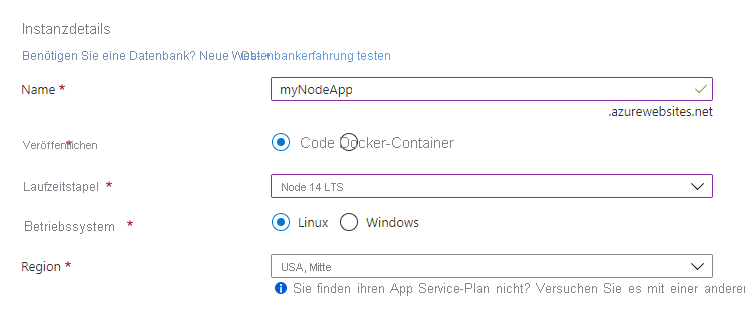 Instanzdetails
Benötigen Sie eine Datenbank? Neue Web- + Datenbankerfahrung testen
Name *
myNodeApp
.azurewebsites.net
Veröffentlichen *
Code Docker-Container
Laufzeitstapel *
Node 14 LTS
Betriebssystem *
Linux Windows
Region *
USA, Mitte
Sie finden ihren App Service-Plan nicht? Versuchen Sie es mit einer anderen